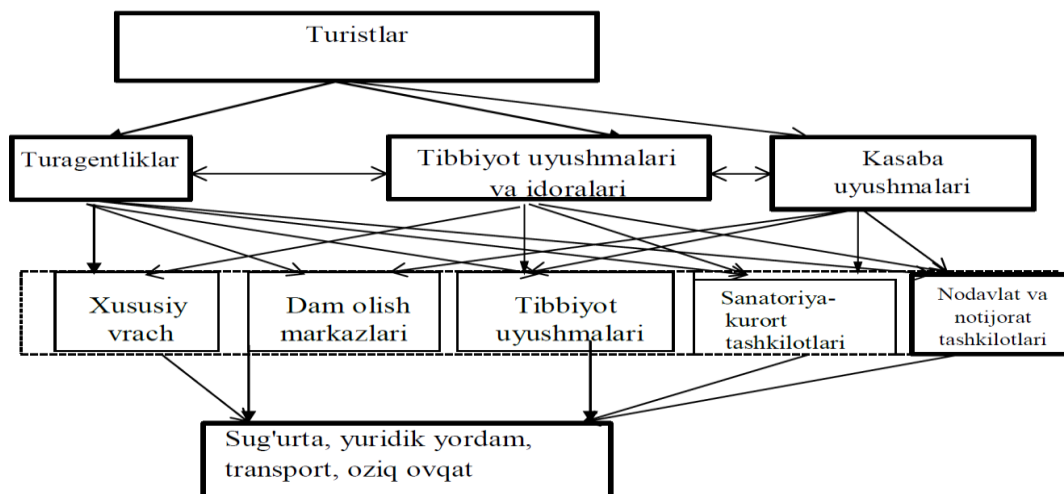 Turistlar
Turagentliklar
Tibbiyot uyushmalari
va idoralari
Kasaba
uyushmalari
Xususiy
vrach
Dam olish
markazlari
Tibbiyot
uyushmalari
Sanatoriya-
kurort
tashkilotlari
Nodavlat va
notijorat
tashkilotlari
Sug'urta, yuridik yordam,
transport, oziq ovqat